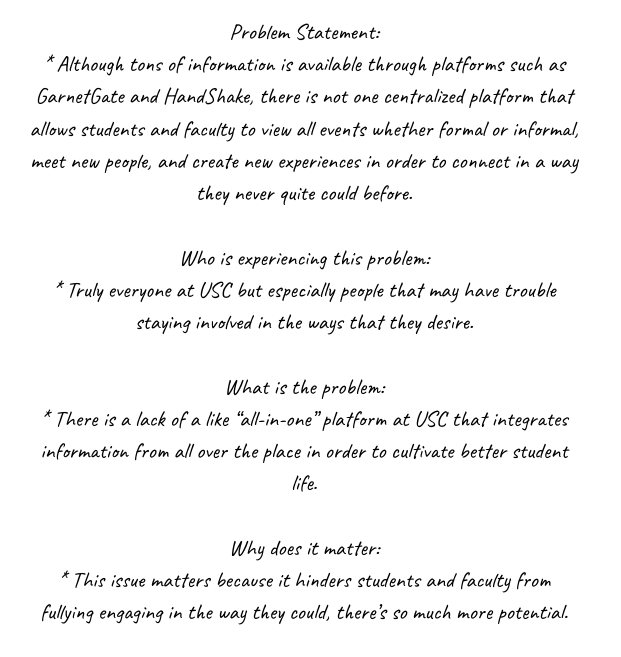 Problem Statement:
* Although tons of information is available through platforms such as
GarnetGate and HandShake, there is not one centralized platform that
allows students and faculty to view all events whether formal or informal,
meet new people, and create new experiences in order to connect in a way
they never quite could before.
Who is experiencing this problem:
* Truly everyone at USC but especially people that may have trouble
staying involved in the ways that they desire.
What is the problem:
* There is a lack of a like “all-in-one” platform at USC that integrates
information from all over the place in order to cultivate better student
life.
Why does it matter:
* This issue matters because it hinders students and faculty from
fullying engaging in the way they could, there’s so much more potential.